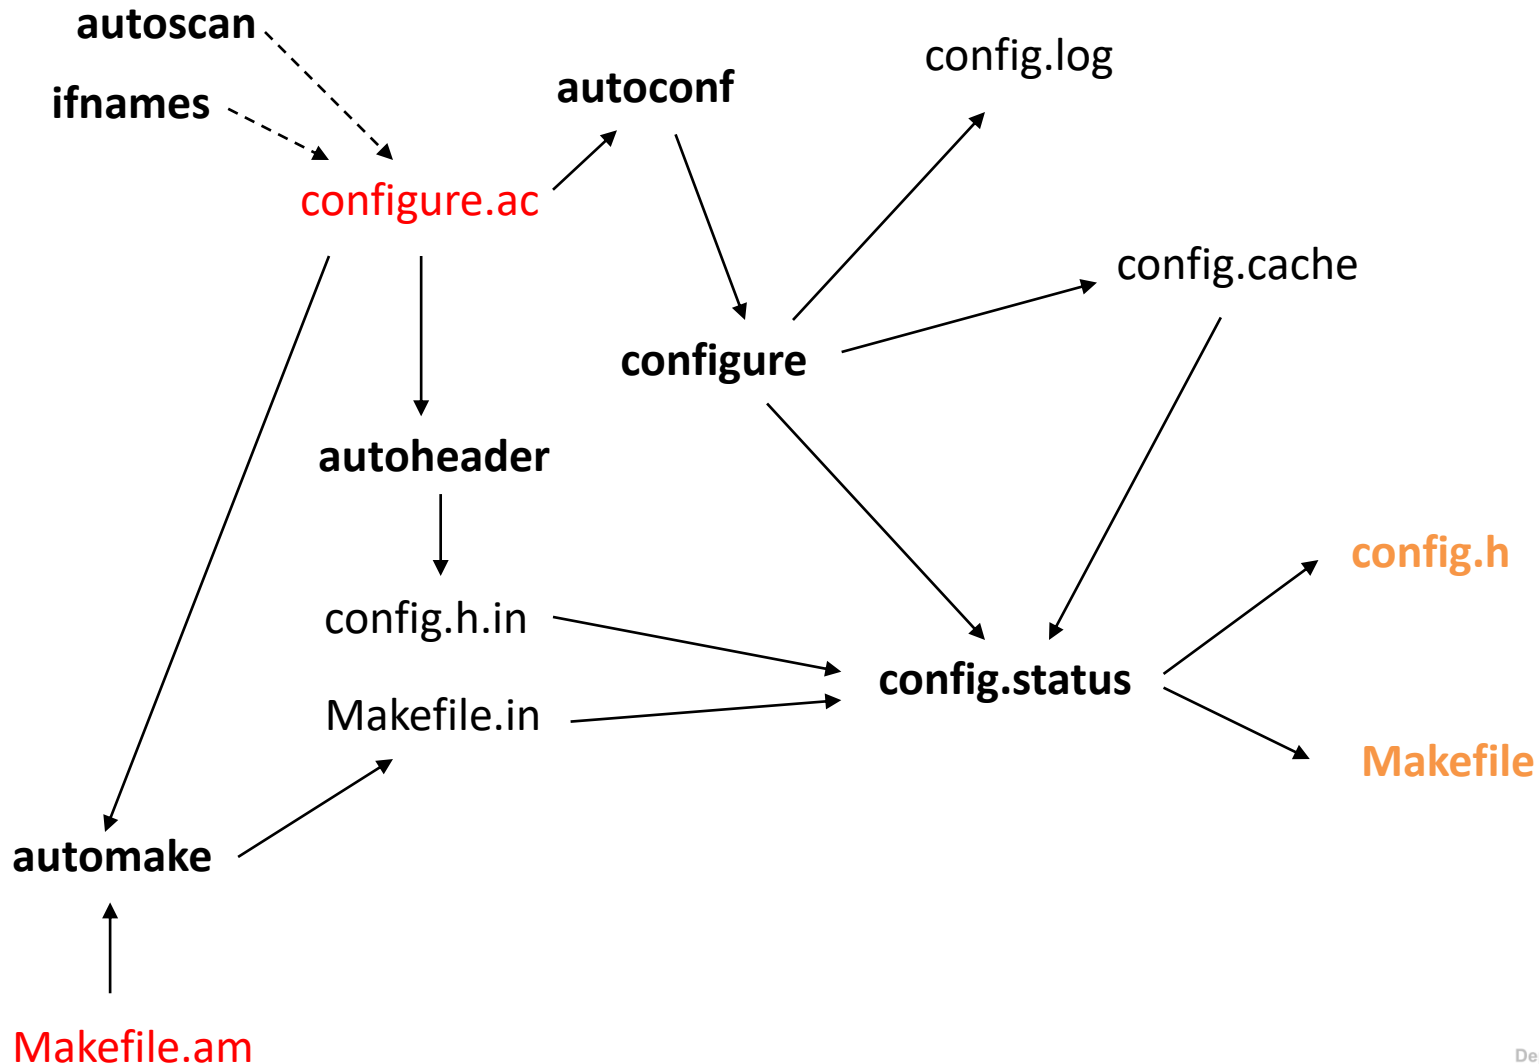 autoscan
ifnames
autoconf
config.log
configure.ac
config.cache
configure
autoheader
config.h
config.h.in
config.status
Makefile.in
Makefile
automake
Makefile.am
De